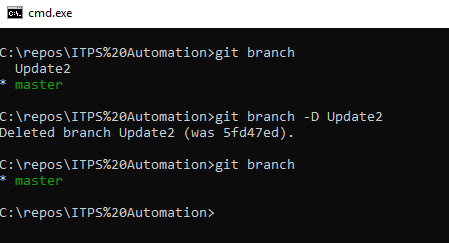 cmd.exe
C:\repos\ITPS%20Automation>git branch
  Update2
* master
C:\repos\ITPS%20Automation>git branch -D Update2
Deleted branch Update2 (was 5fd47ed).
C:\repos\ITPS%20Automation>git branch
* master
C:\repos\ITPS%20Automation>